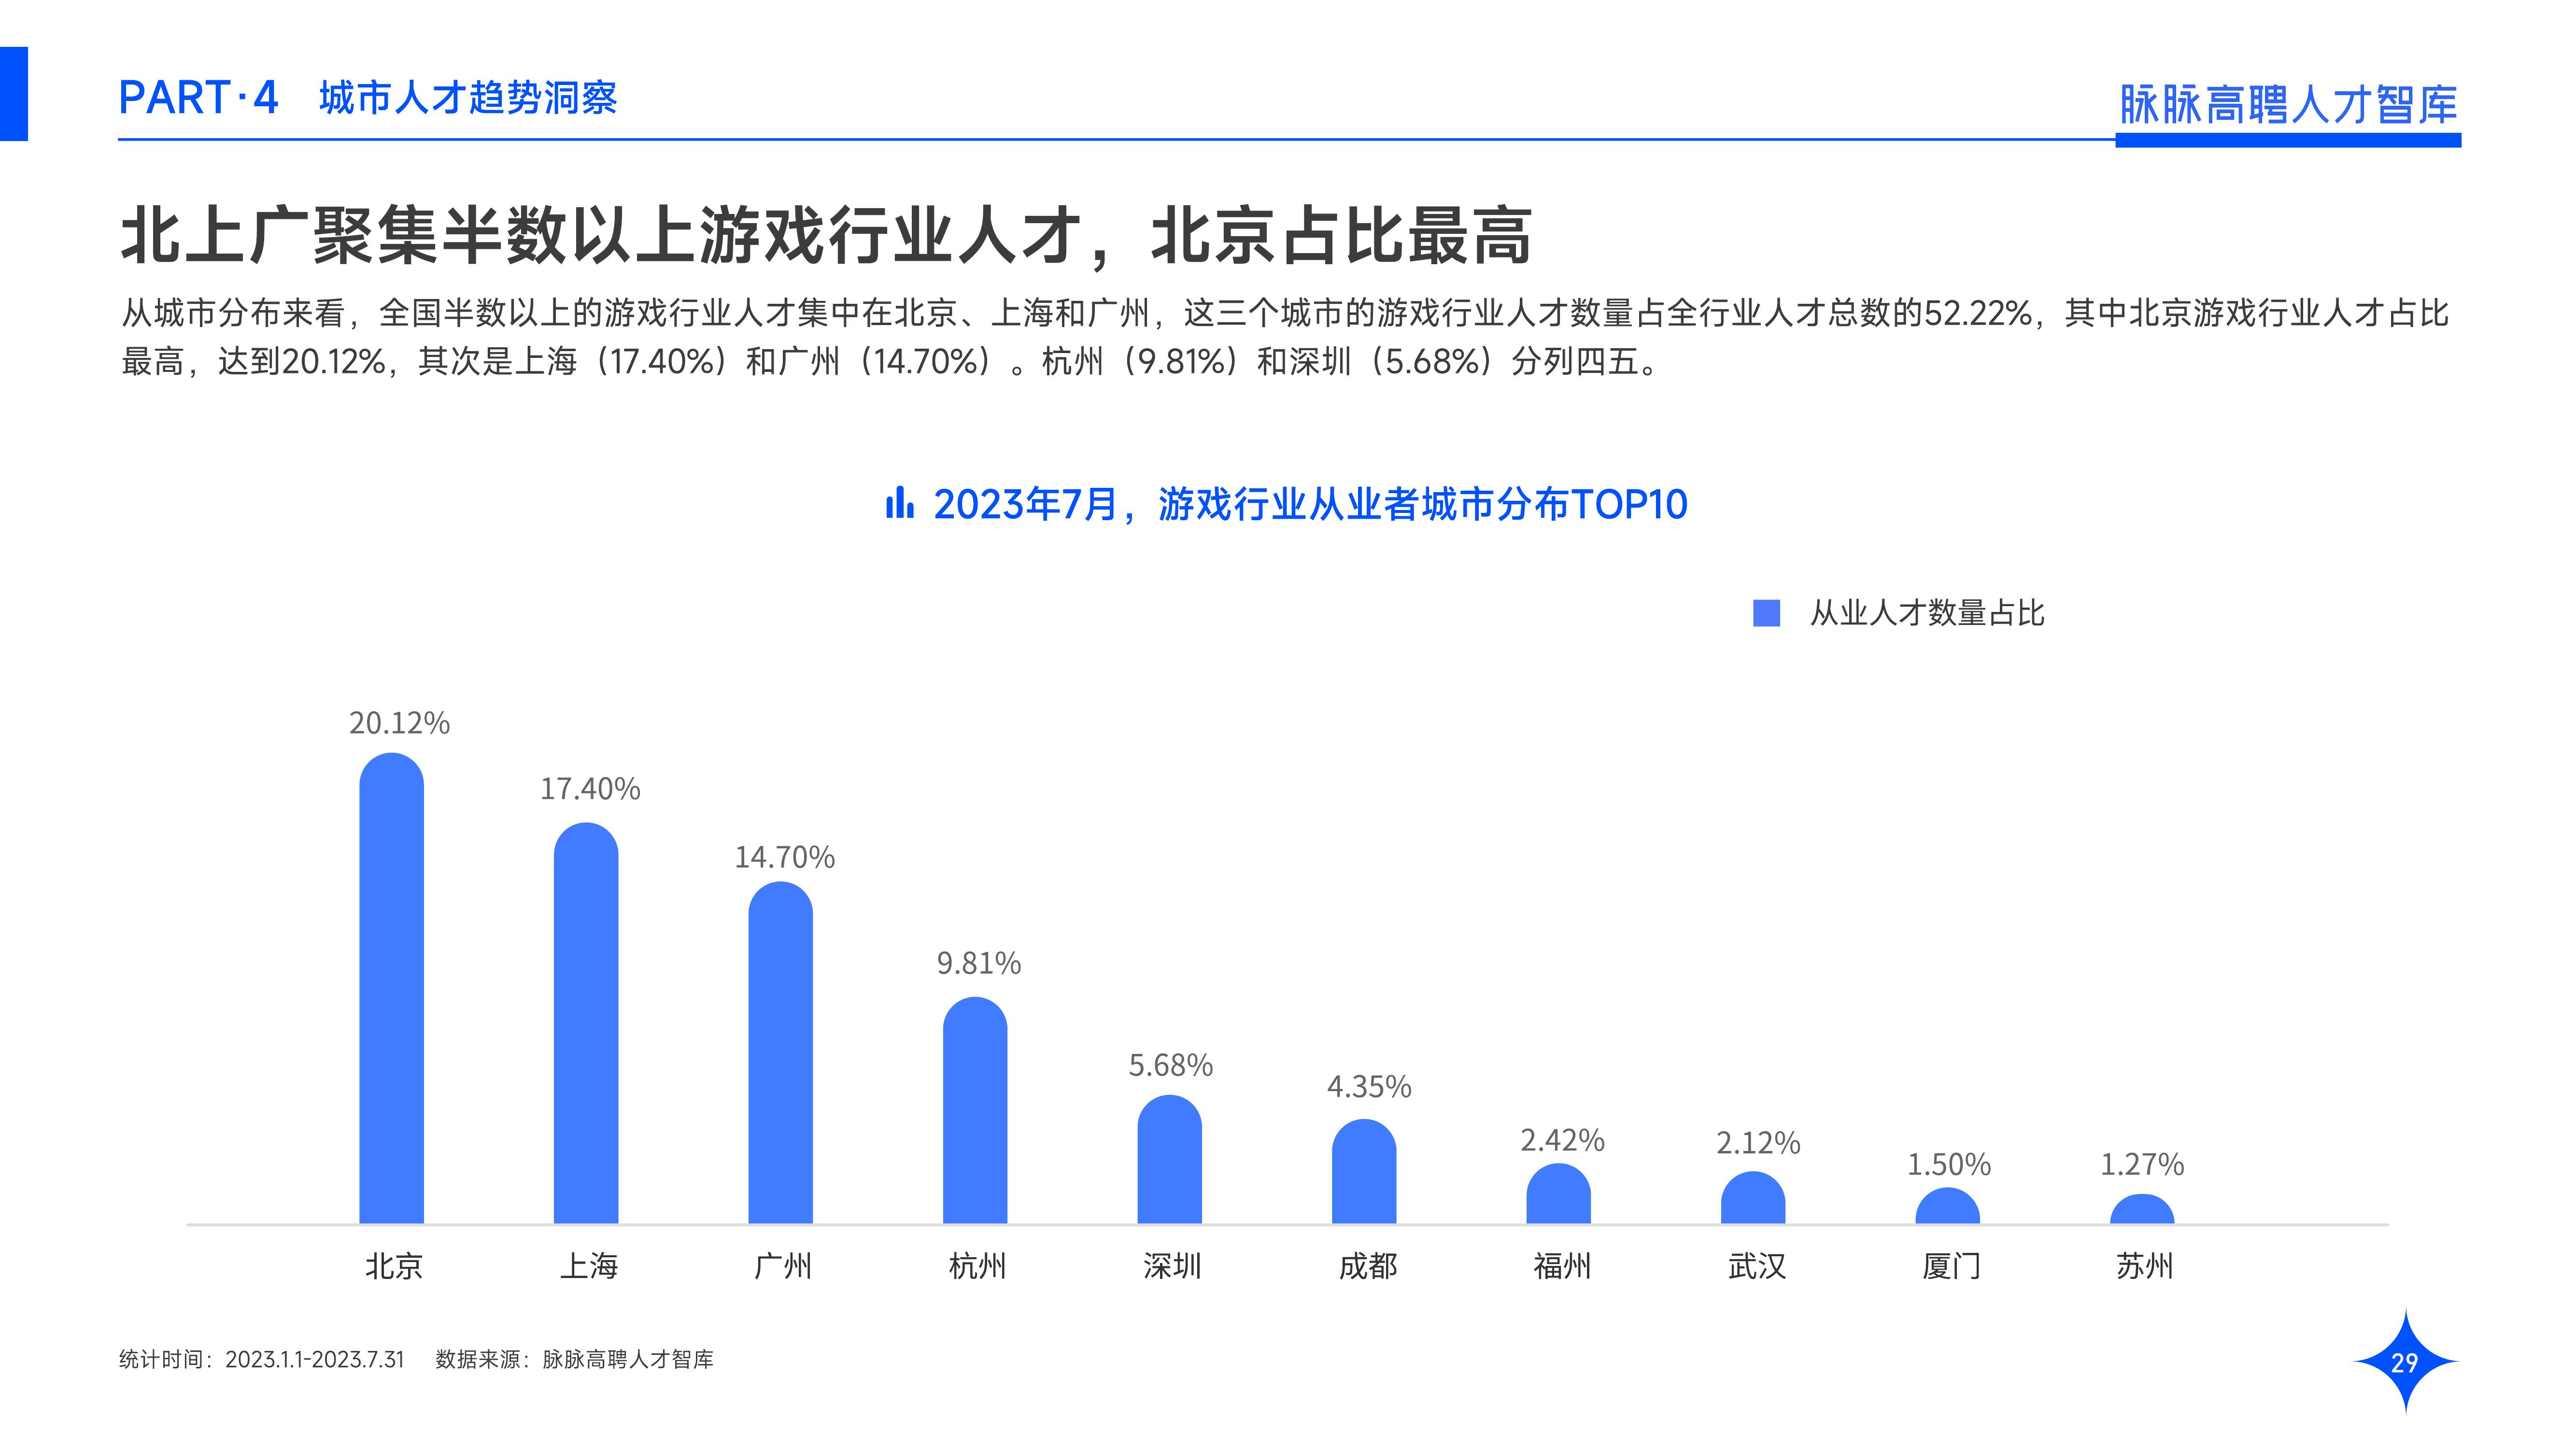 PART·4 城市人才趋势洞察
脉脉高聘人才智库
北上广聚集半数以上游戏行业人才，北京占比最高
从城市分布来看，全国半数以上的游戏行业人才集中在北京、上海和广州，这三个城市的游戏行业人才数量占全行业人才总数的52.22%，其中北京游戏行业人才占比
最高，达到20.12%，其次是上海（17.40%）和广州（14.70%）。杭州（9.81%）和深圳（5.68%）分列四五。
2023年7月，游戏行业从业者城市分布TOP10
从业人才数量占比
20.12%
17.40%
14.70%
9.81%
5.68%
4.35%
2.42%
2.12%
1.50%
1.27%
北京 上海 广州 杭州 深圳 成都 福州 武汉 厦门 苏州
统计时间：2023.1.1-2023.7.31 数据来源：脉脉高聘人才智库
29